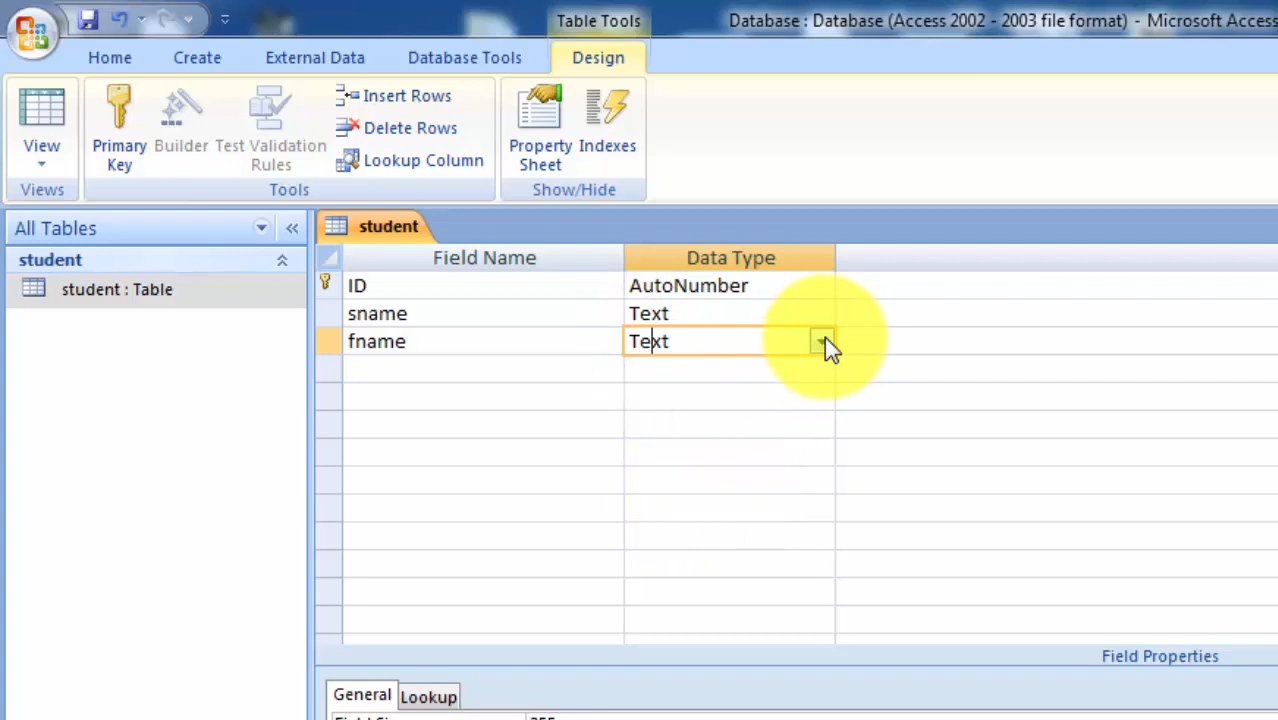 Table Tools
Database : Database (Access 2002 - 2003 file format) - Microsoft Access
Home Create External Data Database Tools Design
View
Primary Key
Builder
Test Validation Rules
Insert Rows
Delete Rows
Lookup Column
Property Sheet
Indexes
Views Tools Show/Hide
All Tables
student
student : Table
student
Field Name Data Type
ID AutoNumber
sname Text
fname Text
Field Properties
General Lookup